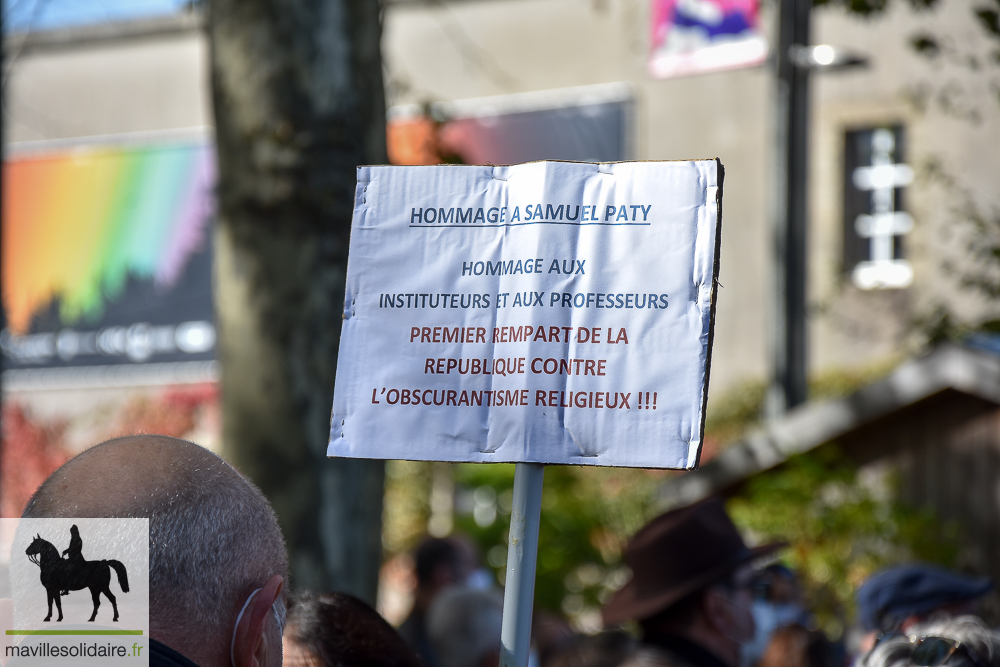 HOMMAGE A SAMUEL PATY
HOMMAGE AUX
INSTITUTEURS ET AUX PROFESSEURS
PREMIER REMPART DE LA
REPUBLIQUE CONTRE
L'OBSCURANTISME RELIGIEUX !!!
mavillesolidaire.fr